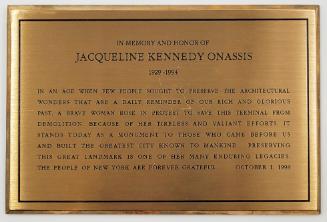 IN MEMORY AND HONOR OF
JACQUELINE KENNEDY ONASSIS
1929 - 1994
IN AN AGE WHEN FEW PEOPLE SOUGHT TO PRESERVE THE ARCHITECTURAL
WONDERS THAT ARE A DAILY REMINDER OF OUR RICH AND GLORIOUS
PAST, A BRAVE WOMAN ROSE IN PROTEST TO SAVE THIS TERMINAL FROM
DEMOLITION. BECAUSE OF HER TIRELESS AND VALIANT EFFORTS, IT
STANDS TODAY AS A MONUMENT TO THOSE WHO CAME BEFORE US
AND BUILT THE GREATEST CITY KNOWN TO MANKIND. PRESERVING
THIS GREAT LANDMARK IS ONE OF HER MANY ENDURING LEGACIES.
THE PEOPLE OF NEW YORK ARE FOREVER GRATEFUL. OCTOBER 1, 1998